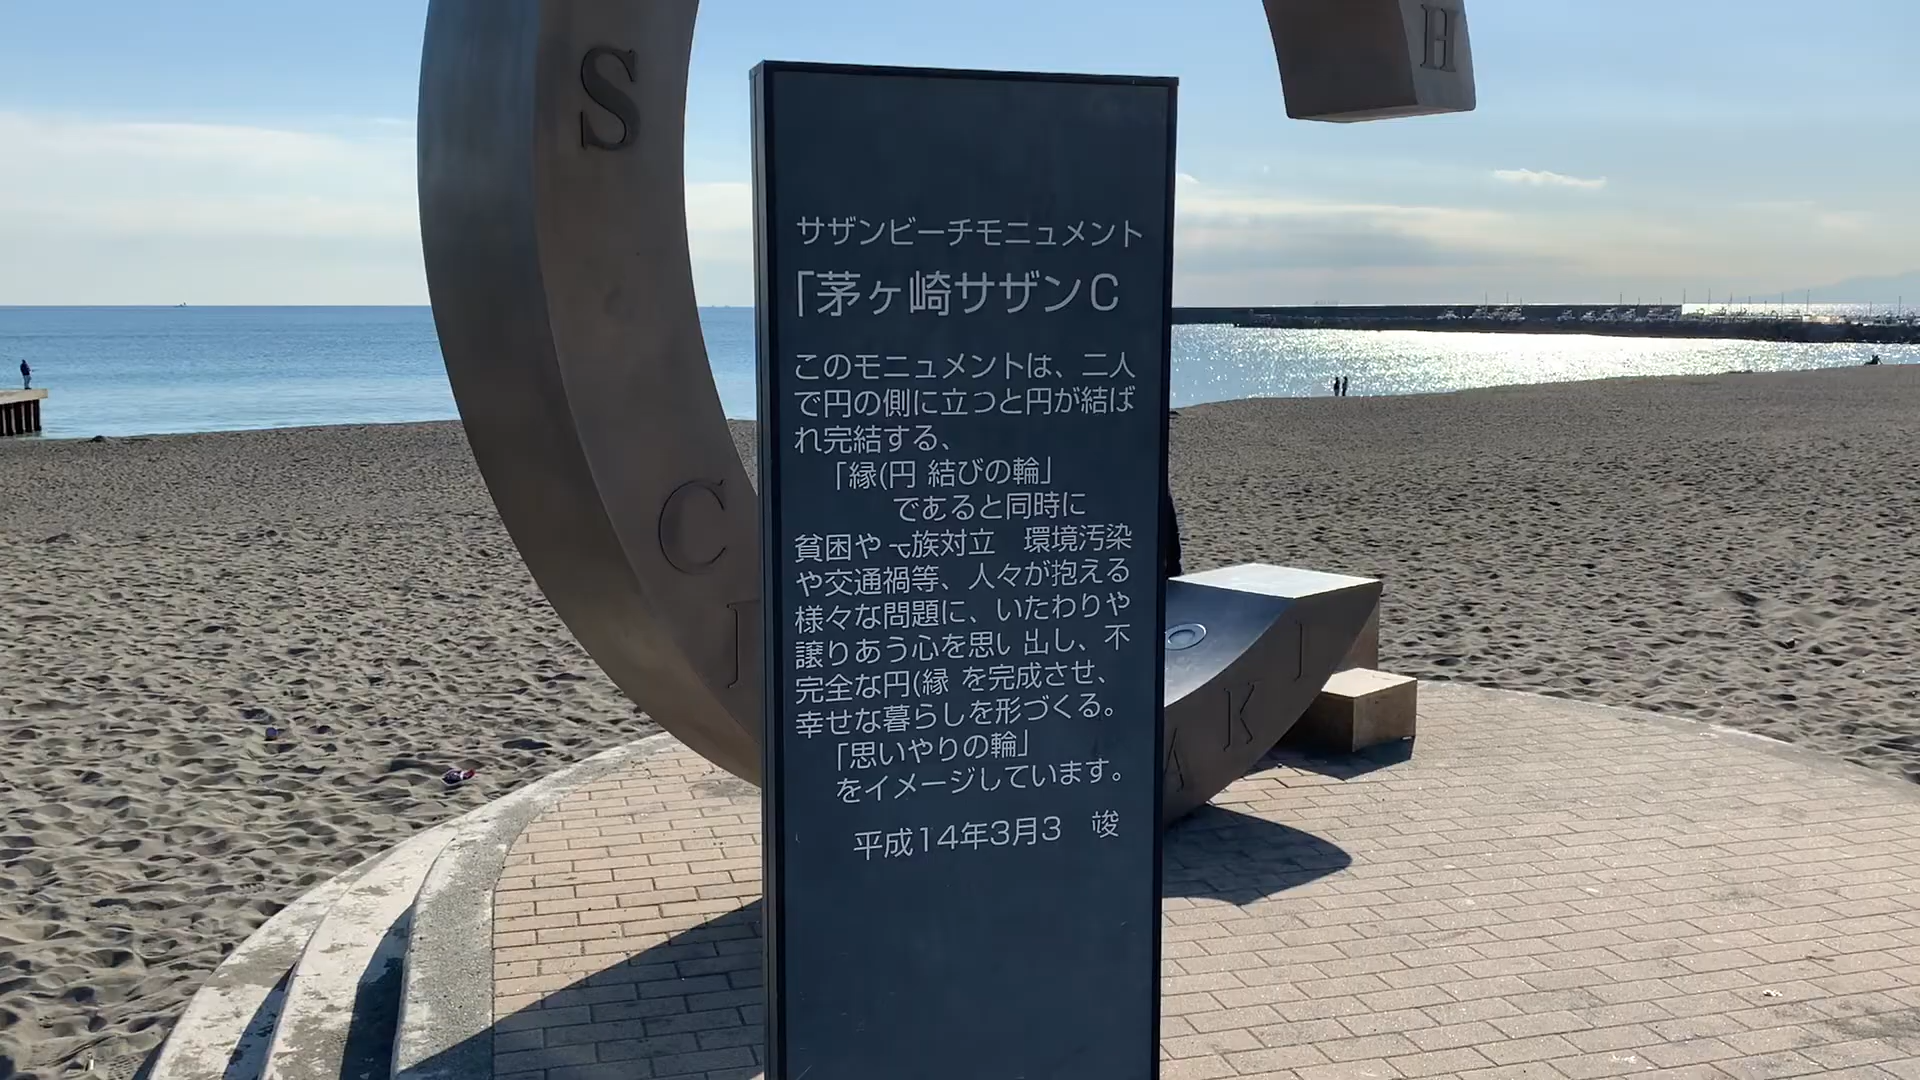 サザンビーチモニュメント
「茅ヶ崎サザンC
このモニュメントは、二人
で円の側に立つと円が結ば
れ完結する、
「縁(円 結びの輪」
であると同時に
貧困や 族対立 環境汚染
や交通禍等、人々が抱える
様々な問題に、いたわりや
譲りあう心を思い出し、不
完全な円(縁 を完成させ、
幸せな暮らしを形づくる。
「思いやりの輪」
をイメージしています。
平成14年3月3 竣
S
C
H
K
I